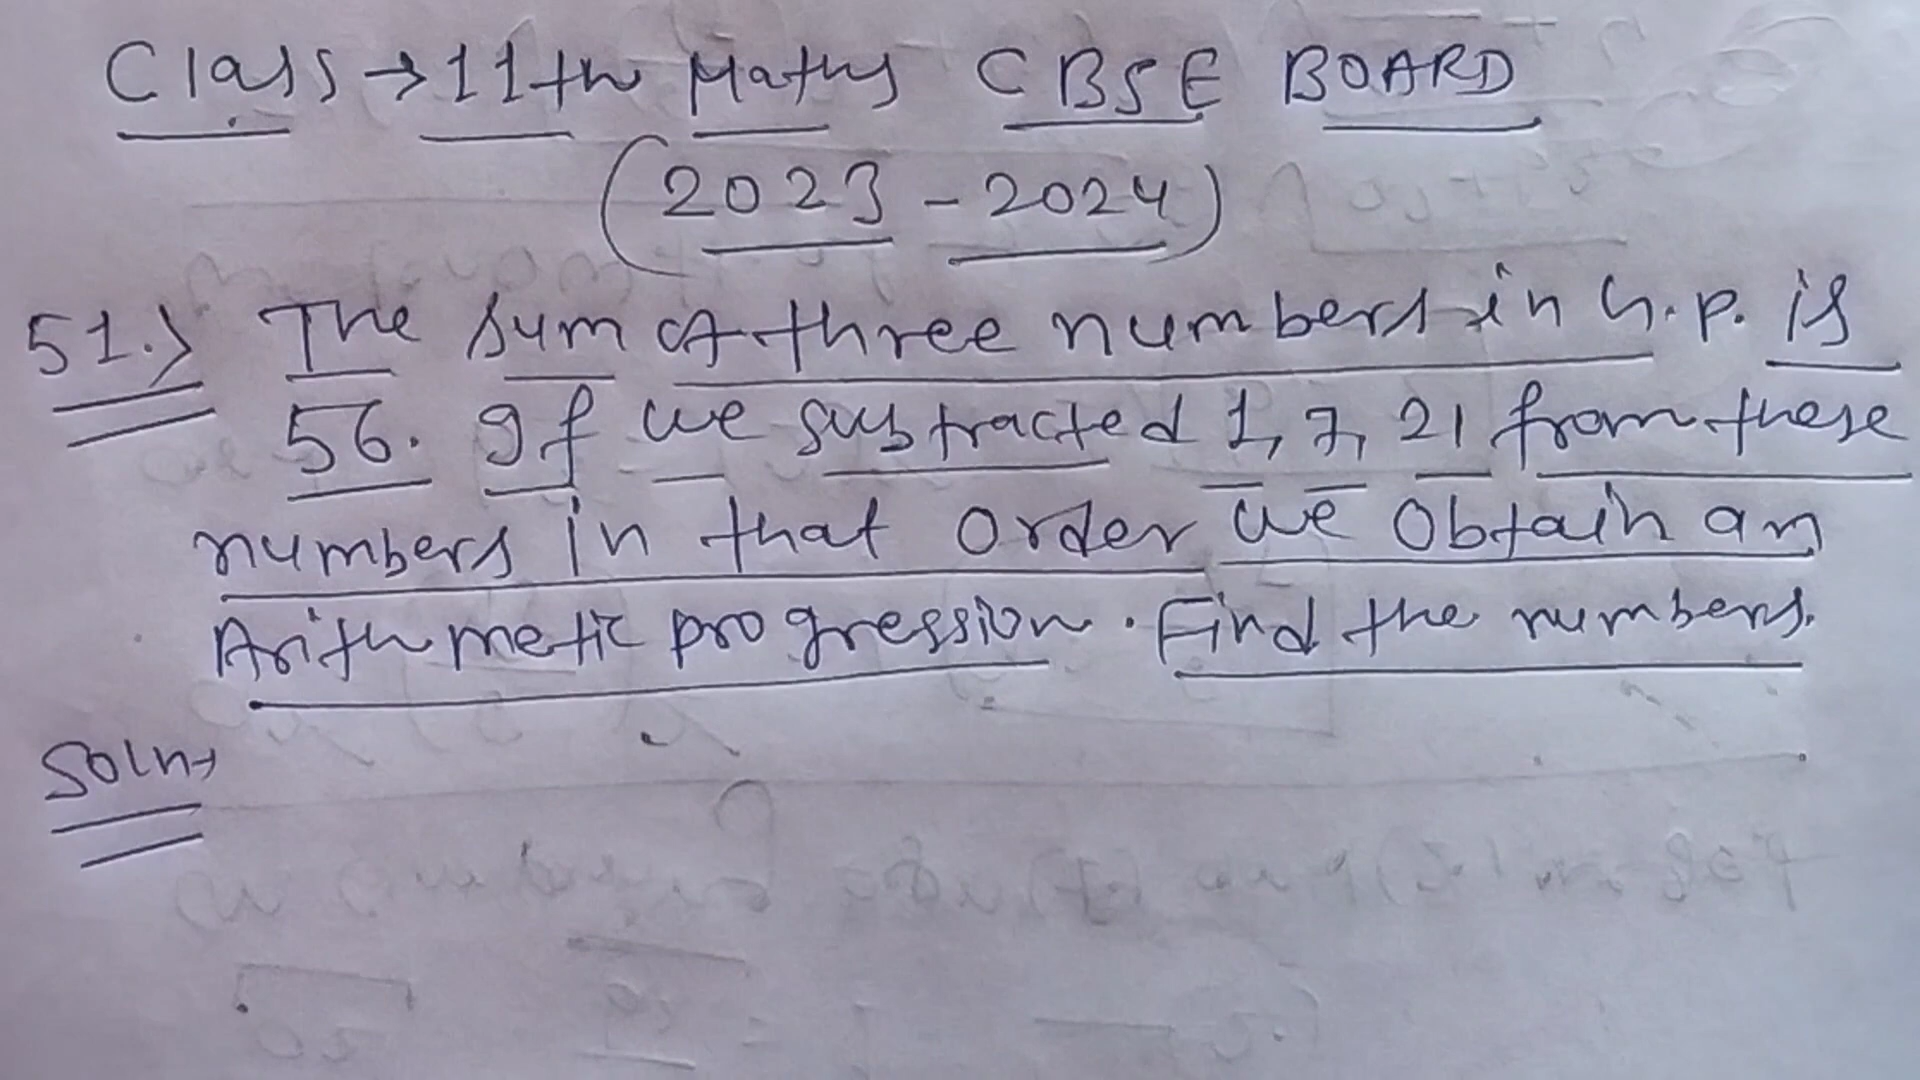 Class → 11th Maths CBSE BOARD
(2023 - 2024)
51.> The sum of three numbers in G.P. is
56. If we subtracted 1, 7, 21 from these
numbers in that order we obtain an
Arithmetic progression. Find the numbers.
Soln→